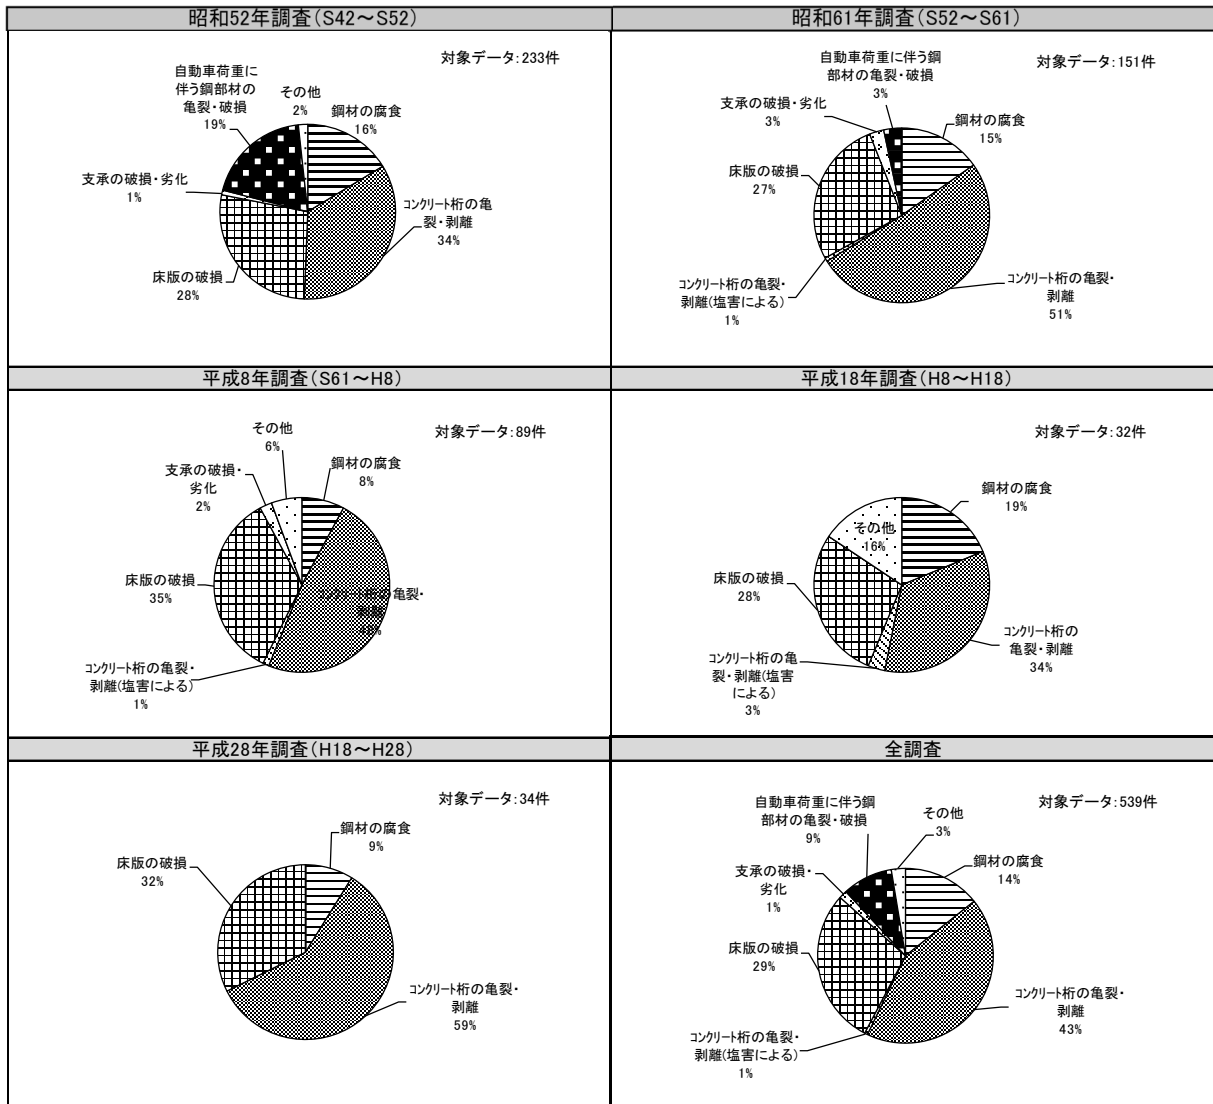 昭和52年調査(S42～S52)
対象データ:233件
自動車荷重に
伴う鋼部材の
亀裂・破損
19%
その他
2%
鋼材の腐食
16%
支承の破損・劣化
1%
コンクリート桁の亀
裂・剥離
34%
床版の破損
28%
昭和61年調査(S52～S61)
対象データ:151件
自動車荷重に伴う鋼
部材の亀裂・破損
3%
支承の破損・劣化
3%
鋼材の腐食
15%
床版の破損
27%
コンクリート桁の亀裂・
剥離(塩害による)
1%
コンクリート桁の亀裂・
剥離
51%
平成8年調査(S61～H8)
対象データ:89件
その他
6%
支承の破損・
劣化
2%
鋼材の腐食
8%
床版の破損
35%
コンクリート桁の亀裂・
剥離
コンクリート桁の亀裂・
剥離(塩害による)
1%
平成18年調査(H8～H18)
対象データ:32件
鋼材の腐食
19%
その他
16%
床版の破損
28%
コンクリート桁の
亀裂・剥離
34%
コンクリート桁の亀
裂・剥離(塩害
による)
3%
平成28年調査(H18～H28)
対象データ:34件
鋼材の腐食
9%
床版の破損
32%
コンクリート桁の亀裂・
剥離
59%
全調査
対象データ:539件
自動車荷重に伴う鋼
部材の亀裂・破損
9%
その他
3%
支承の破損・
劣化
1%
鋼材の腐食
14%
床版の破損
29%
コンクリート桁の亀裂・
剥離
43%
コンクリート桁の亀裂・
剥離(塩害による)
1%